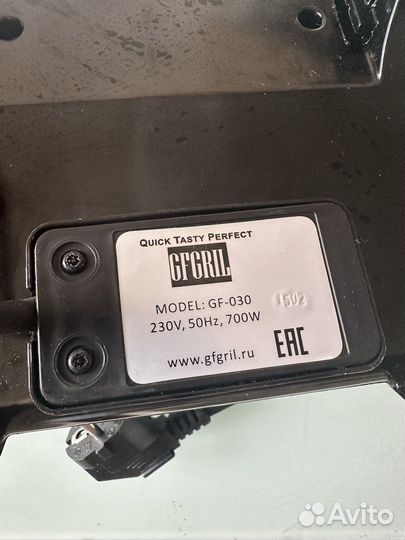 QUICK TASTY PERFECT
GFGRIL
MODEL: GF-030
1502
230V, 50Hz, 700W
www.gfgril.ru
EAC
Avito